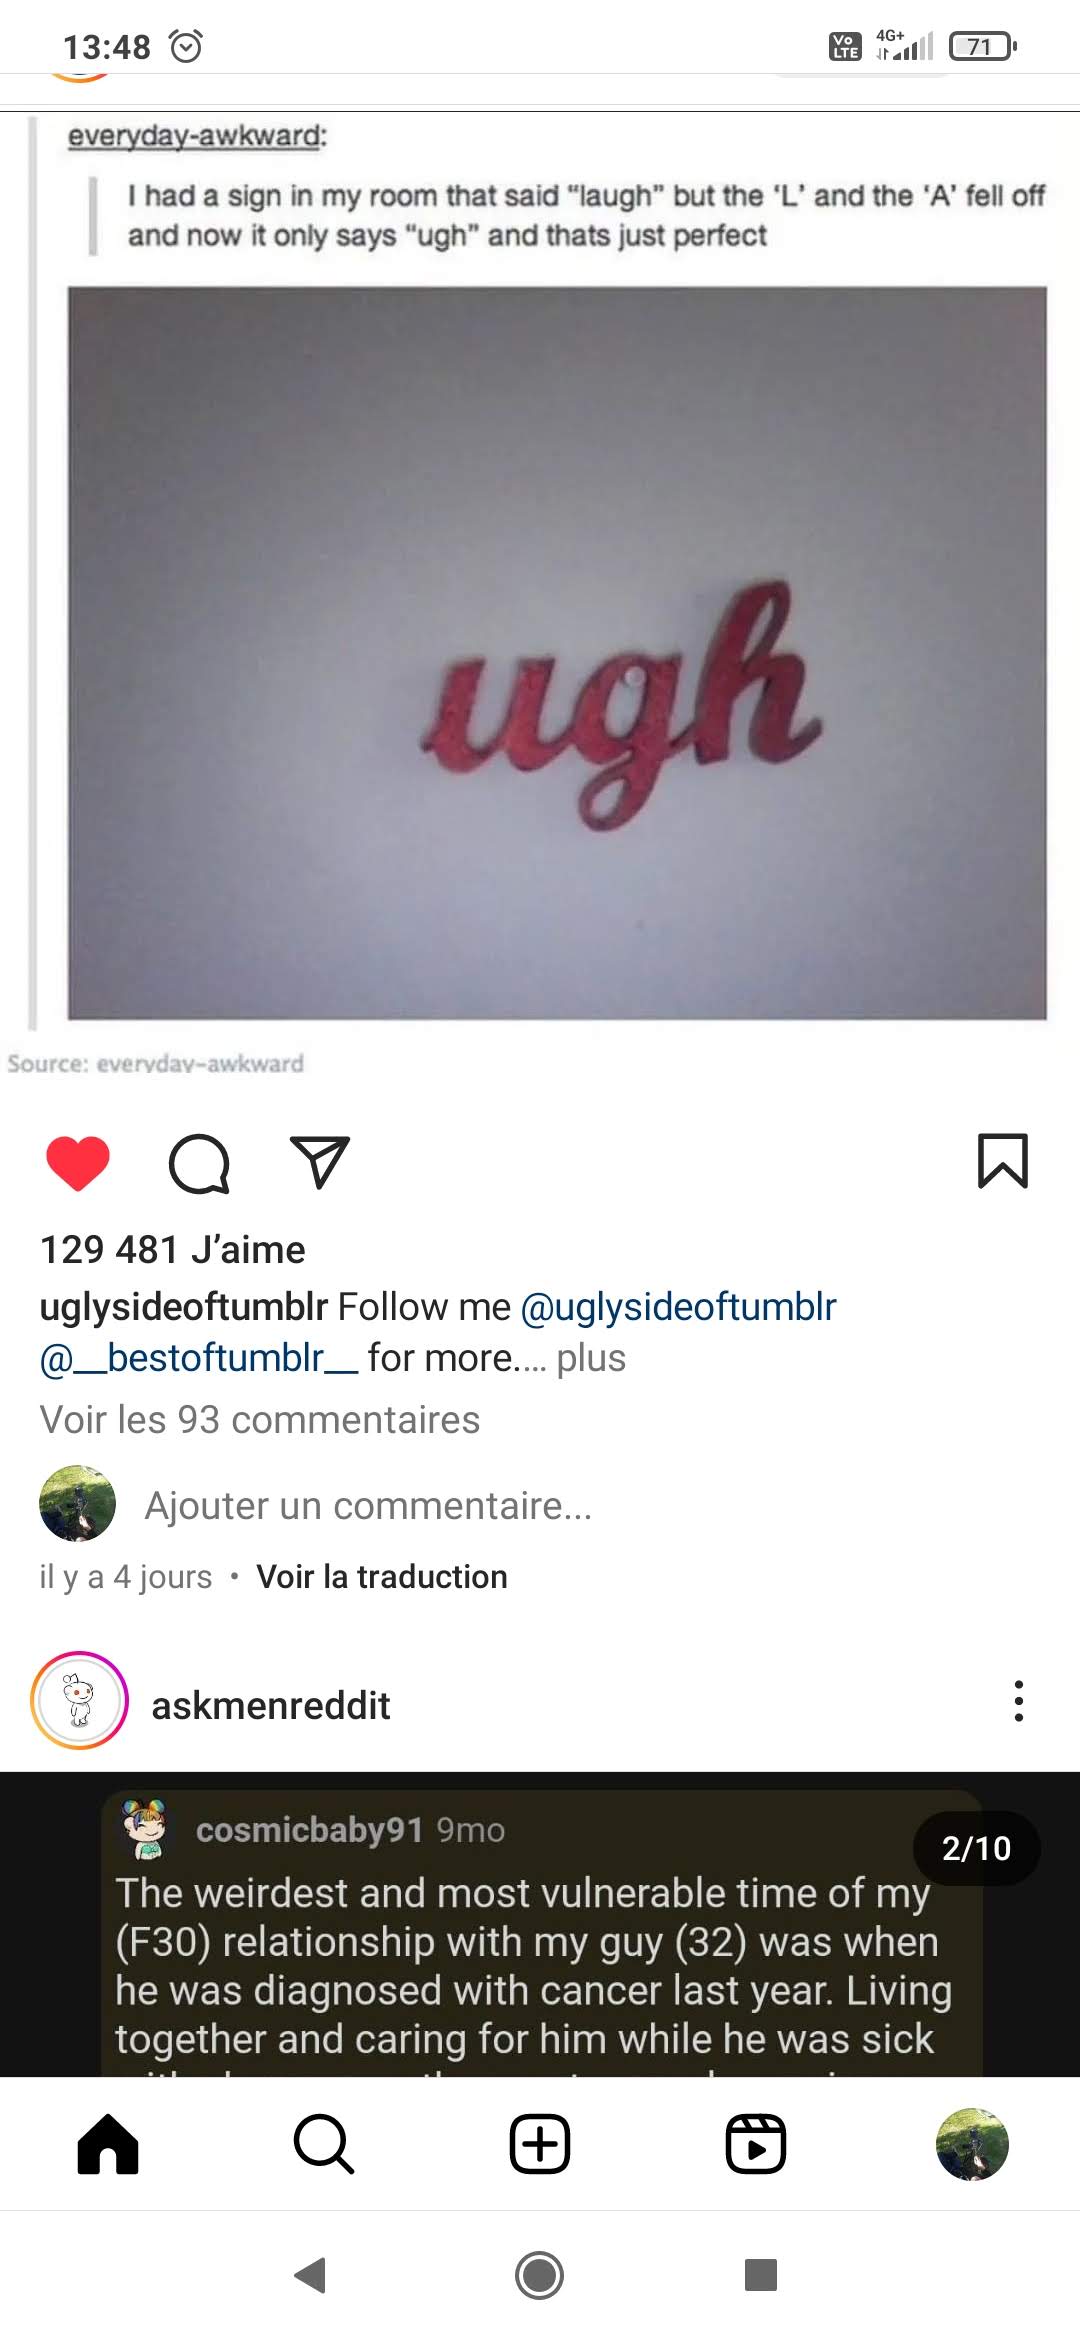 13:48
Vo
LTE
4G+
71
everyday-awkward:
I had a sign in my room that said “laugh” but the ‘L’ and the ‘A’ fell off
and now it only says “ugh” and thats just perfect
ugh
Source: everyday-awkward
129 481 J’aime
uglysideoftumblr Follow me @uglysideoftumblr
@__bestoftumblr__ for more.... plus
Voir les 93 commentaires
Ajouter un commentaire...
il y a 4 jours • Voir la traduction
askmenreddit
cosmicbaby91 9mo
2/10
The weirdest and most vulnerable time of my
(F30) relationship with my guy (32) was when
he was diagnosed with cancer last year. Living
together and caring for him while he was sick